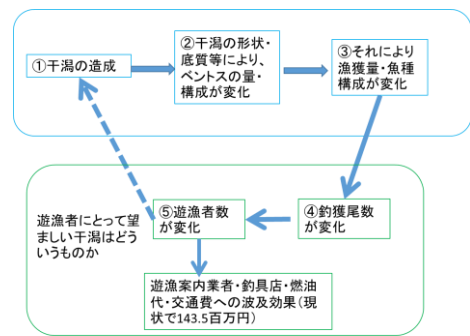 ①干潟の造成
②干潟の形状・
底質等により、
ベントスの量・
構成が変化
③それにより
漁獲量・魚種
構成が変化
④釣獲尾数
が変化
⑤遊漁者数
が変化
遊漁者にとって望
ましい干潟はどう
いうものか
遊漁案内業者・釣具店・燃油
代・交通費への波及効果(現
状で143.5百万円)